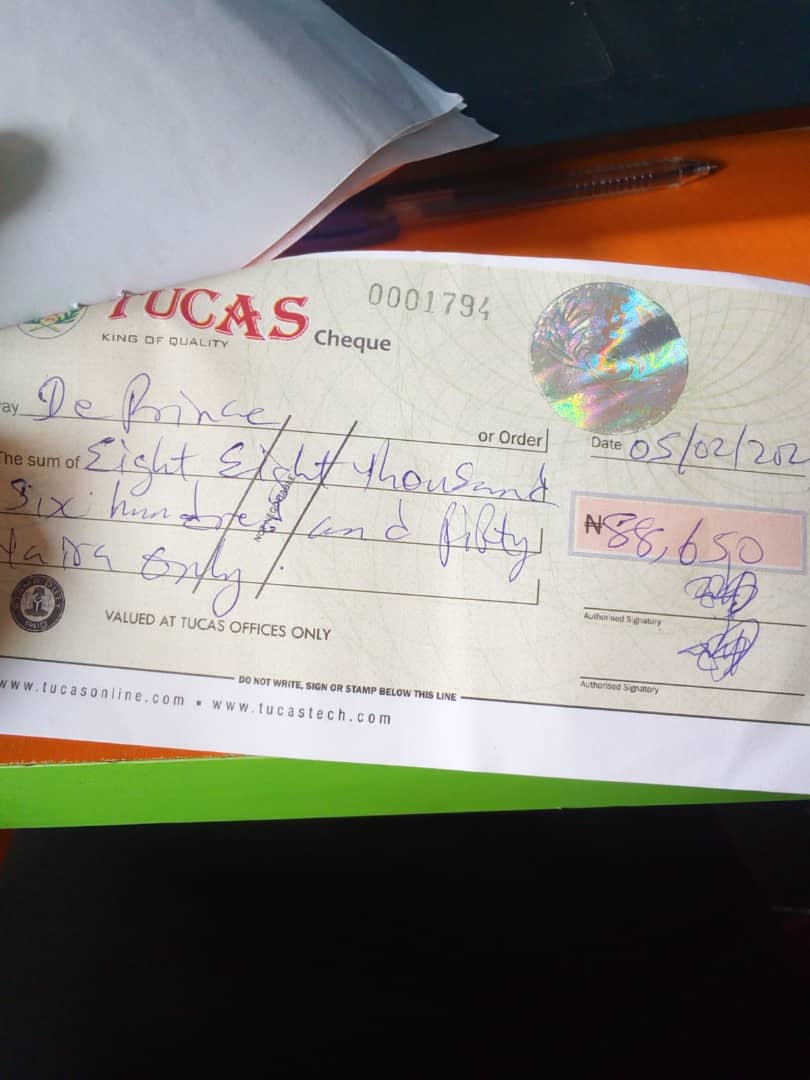 TUCAS
KING OF QUALITY
Cheque
0001794
ay De Prince
or Order
Date 05/02/202
The sum of Eight Eight Thousand
Six hundred and fifty
₦88,650
only.
VALUED AT TUCAS OFFICES ONLY
Authorised Signatory
Authorised Signatory
DO NOT WRITE, SIGN OR STAMP BELOW THIS LINE
www.tucasonline.com ▪ www.tucastech.com